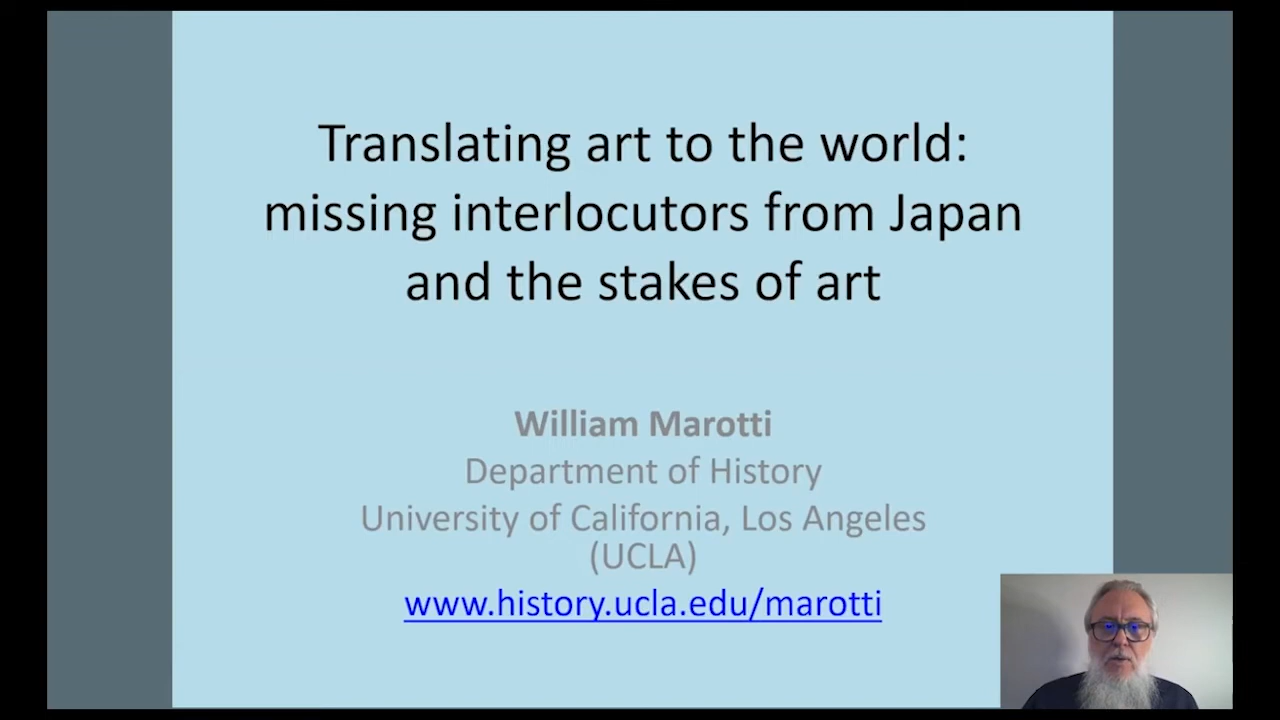 Translating art to the world:
missing interlocutors from Japan
and the stakes of art
William Marotti
Department of History
University of California, Los Angeles
(UCLA)
www.history.ucla.edu/marotti